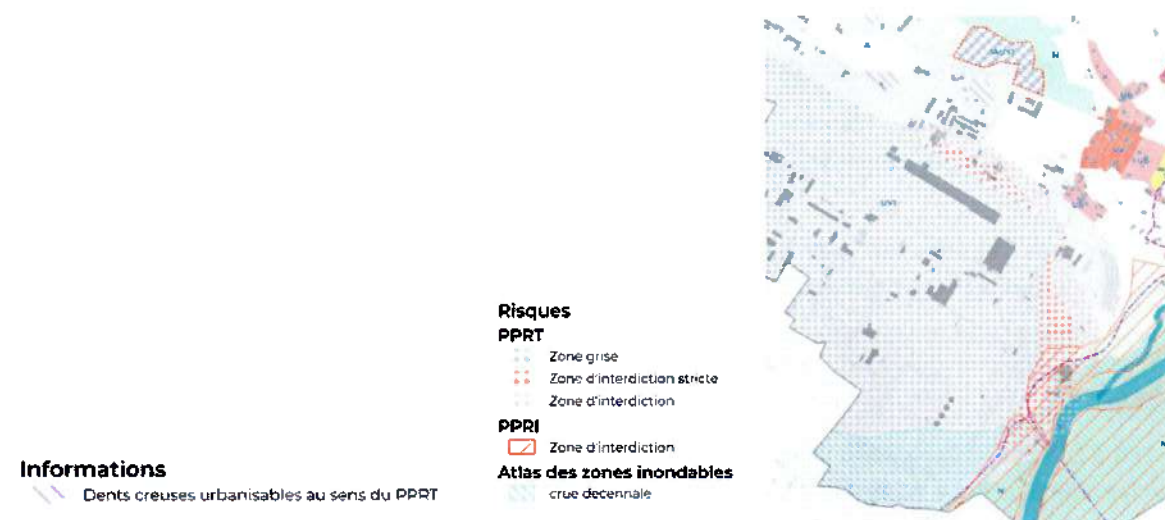 Informations
Dents creuses urbanisables au sens du PPRT
Risques
PPRT
Zone grise
Zone d'interdiction stricte
Zone d'interdiction
PPRI
Zone d'interdiction
Atlas des zones inondables
crue decennale
A
N